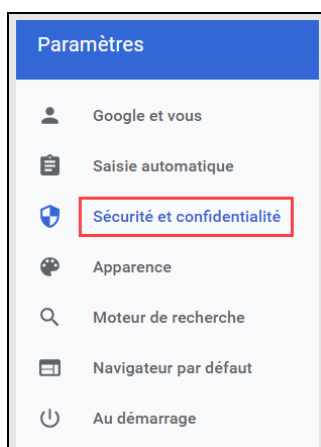 Paramètres
Google et vous
Saisie automatique
Sécurité et confidentialité
Apparence
Moteur de recherche
Navigateur par défaut
Au démarrage